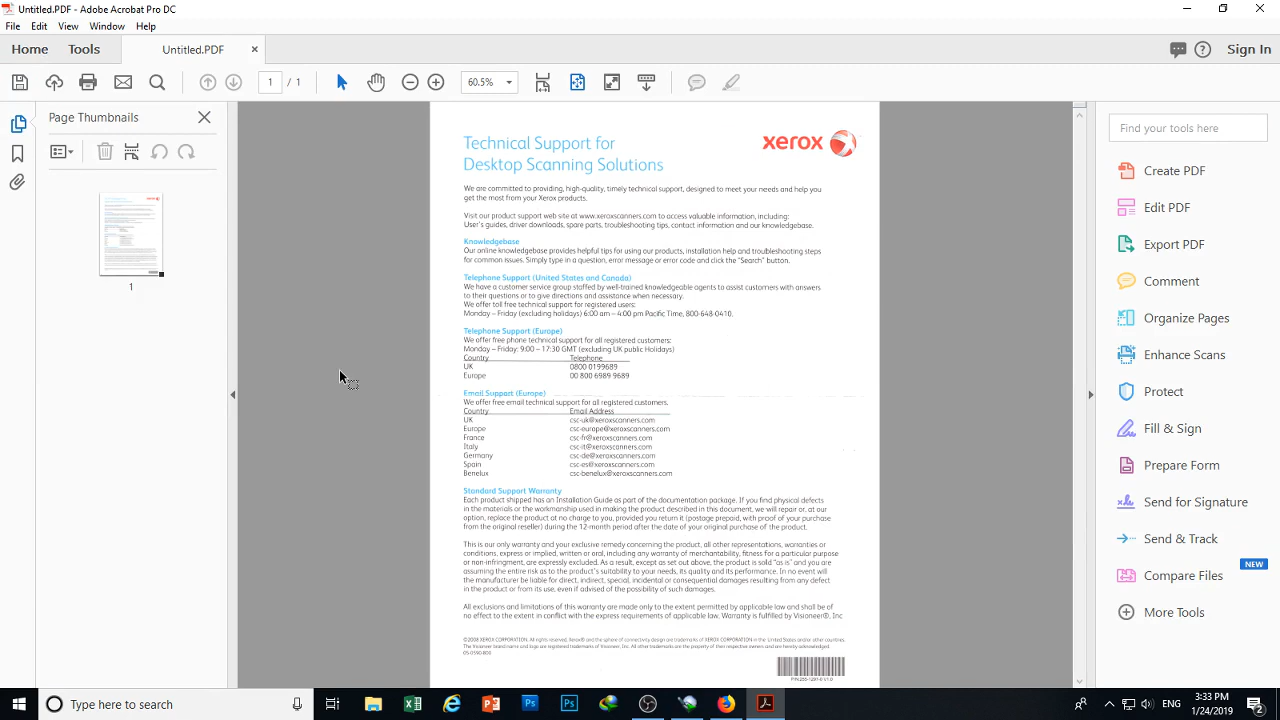 Untitled.PDF - Adobe Acrobat Pro DC
File Edit View Window Help
Home Tools Untitled.PDF Sign In
1 / 1 60.5%
Page Thumbnails
1
Technical Support for
Desktop Scanning Solutions
xerox
We are committed to providing, high-quality, timely technical support, designed to meet your needs and help you
get the most from your Xerox products.
Visit our product support web site at www.xeroxscanners.com to access valuable information, including:
User's guides, driver downloads, spare parts, troubleshooting tips, contact information and our knowledgebase.
Knowledgebase
Our online knowledgebase provides helpful tips for using our products, installation help and troubleshooting steps
for common issues. Simply type in a question, error message or error code and click the "Search" button.
Telephone Support (United States and Canada)
We have a customer service group staffed by well-trained knowledgeable agents to assist customers with answers
to their questions or to give directions and assistance when necessary.
We offer toll free technical support for registered users:
Monday – Friday (excluding holidays) 6:00 am – 4:00 pm Pacific Time, 800-648-0410.
Telephone Support (Europe)
We offer free phone technical support for all registered customers:
Monday – Friday: 9:00 – 17:30 GMT (excluding UK public Holidays)
Country Telephone
UK 0800 0199689
Europe 00 800 6989 9689
Email Support (Europe)
We offer free email technical support for all registered customers.
Country Email Address
UK csc-uk@xeroxscanners.com
Europe csc-europe@xeroxscanners.com
France csc-fr@xeroxscanners.com
Italy csc-it@xeroxscanners.com
Germany csc-de@xeroxscanners.com
Spain csc-es@xeroxscanners.com
Benelux csc-benelux@xeroxscanners.com
Standard Support Warranty
Each product shipped has an Installation Guide as part of the documentation package. If you find physical defects
in the materials or the workmanship used in making the product described in this document, we will repair or, at our
option, replace the product at no charge to you, provided you return it (postage prepaid, with proof of your purchase
from the original reseller) during the 12-month period after the date of your original purchase of the product.
This is our only warranty and your exclusive remedy concerning the product, all other representations, warranties or
conditions, express or implied, written or oral, including any warranty of merchantability, fitness for a particular purpose
or non-infringment, are expressly excluded. As a result, except as set out above, the product is sold "as is" and you are
assuming the entire risk as to the product's suitability to your needs, its quality and its performance. In no event will
the manufacturer be liable for direct, indirect, special, incidental or consequential damages resulting from any defect
in the product or from its use, even if advised of the possibility of such damages.
All exclusions and limitations of this warranty are made only to the extent permitted by applicable law and shall be of
no effect to the extent in conflict with the express requirements of applicable law. Warranty is fulfilled by Visioneer®, Inc
©2008 XEROX CORPORATION. All rights reserved. Xerox® and the sphere of connectivity design are trademarks of XEROX CORPORATION in the United States and/or other countries.
The Visioneer brand name and logo are registered trademarks of Visioneer, Inc. All other trademarks are the property of their respective owners and are hereby acknowledged.
05-0590-800
Find your tools here
Create PDF
Edit PDF
Export PDF
Comment
Organize Pages
Enhance Scans
Protect
Fill & Sign
Prepare Form
Send for Signature
Send & Track
NEW
Compare Files
More Tools
Type here to search
ENG
3:33 PM
1/4/2019
2